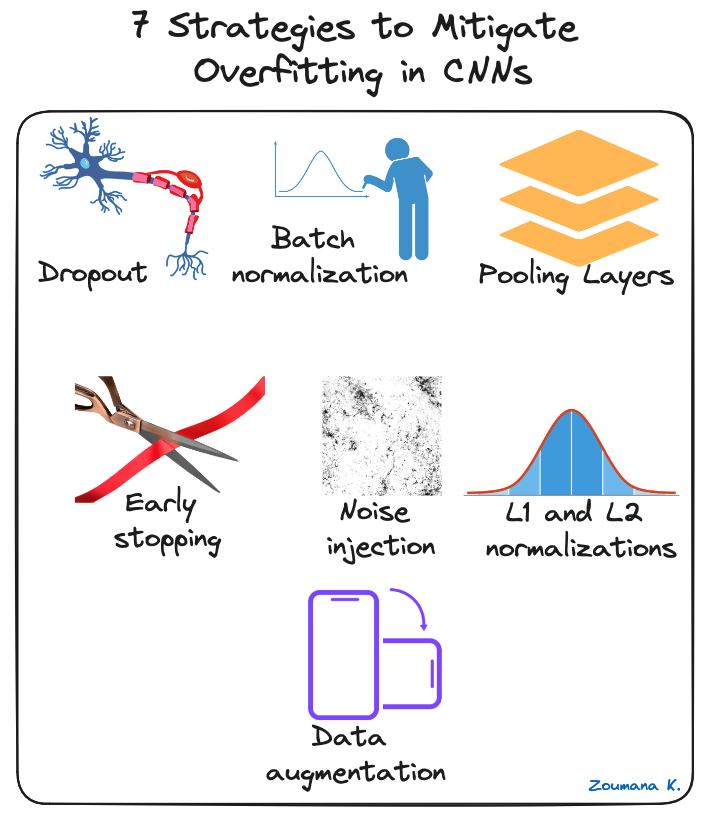 7 Strategies to Mitigate
Overfitting in CNNs
Dropout
Batch
normalization
Pooling Layers
Early
stopping
Noise
injection
L1 and L2
normalizations
Data
augmentation
Zoumana K.